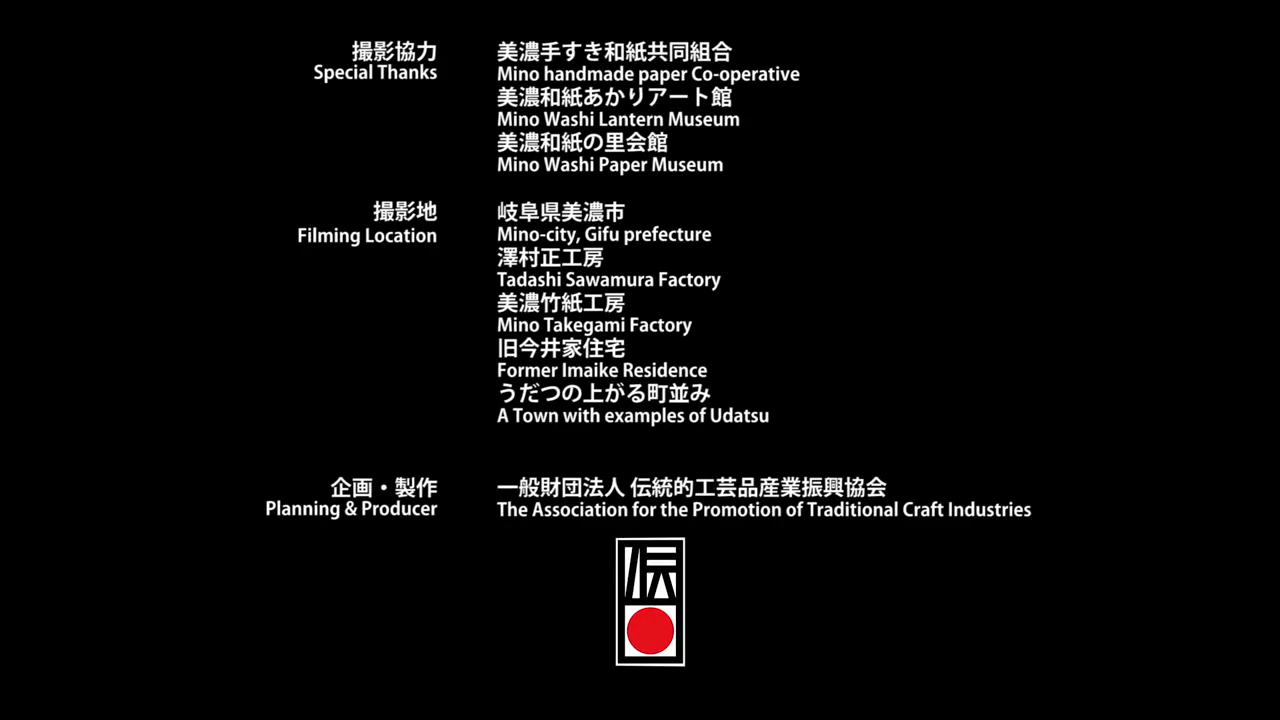 撮影協力
Special Thanks
美濃手すき和紙共同組合
Mino handmade paper Co-operative
美濃和紙あかりアート館
Mino Washi Lantern Museum
美濃和紙の里会館
Mino Washi Paper Museum
撮影地
Filming Location
岐阜県美濃市
Mino-city, Gifu prefecture
澤村正工房
Tadashi Sawamura Factory
美濃竹紙工房
Mino Takegami Factory
旧今井家住宅
Former Imaike Residence
うだつの上がる町並み
A Town with examples of Udatsu
企画・製作
Planning & Producer
一般財団法人 伝統的工芸品産業振興協会
The Association for the Promotion of Traditional Craft Industries
伝